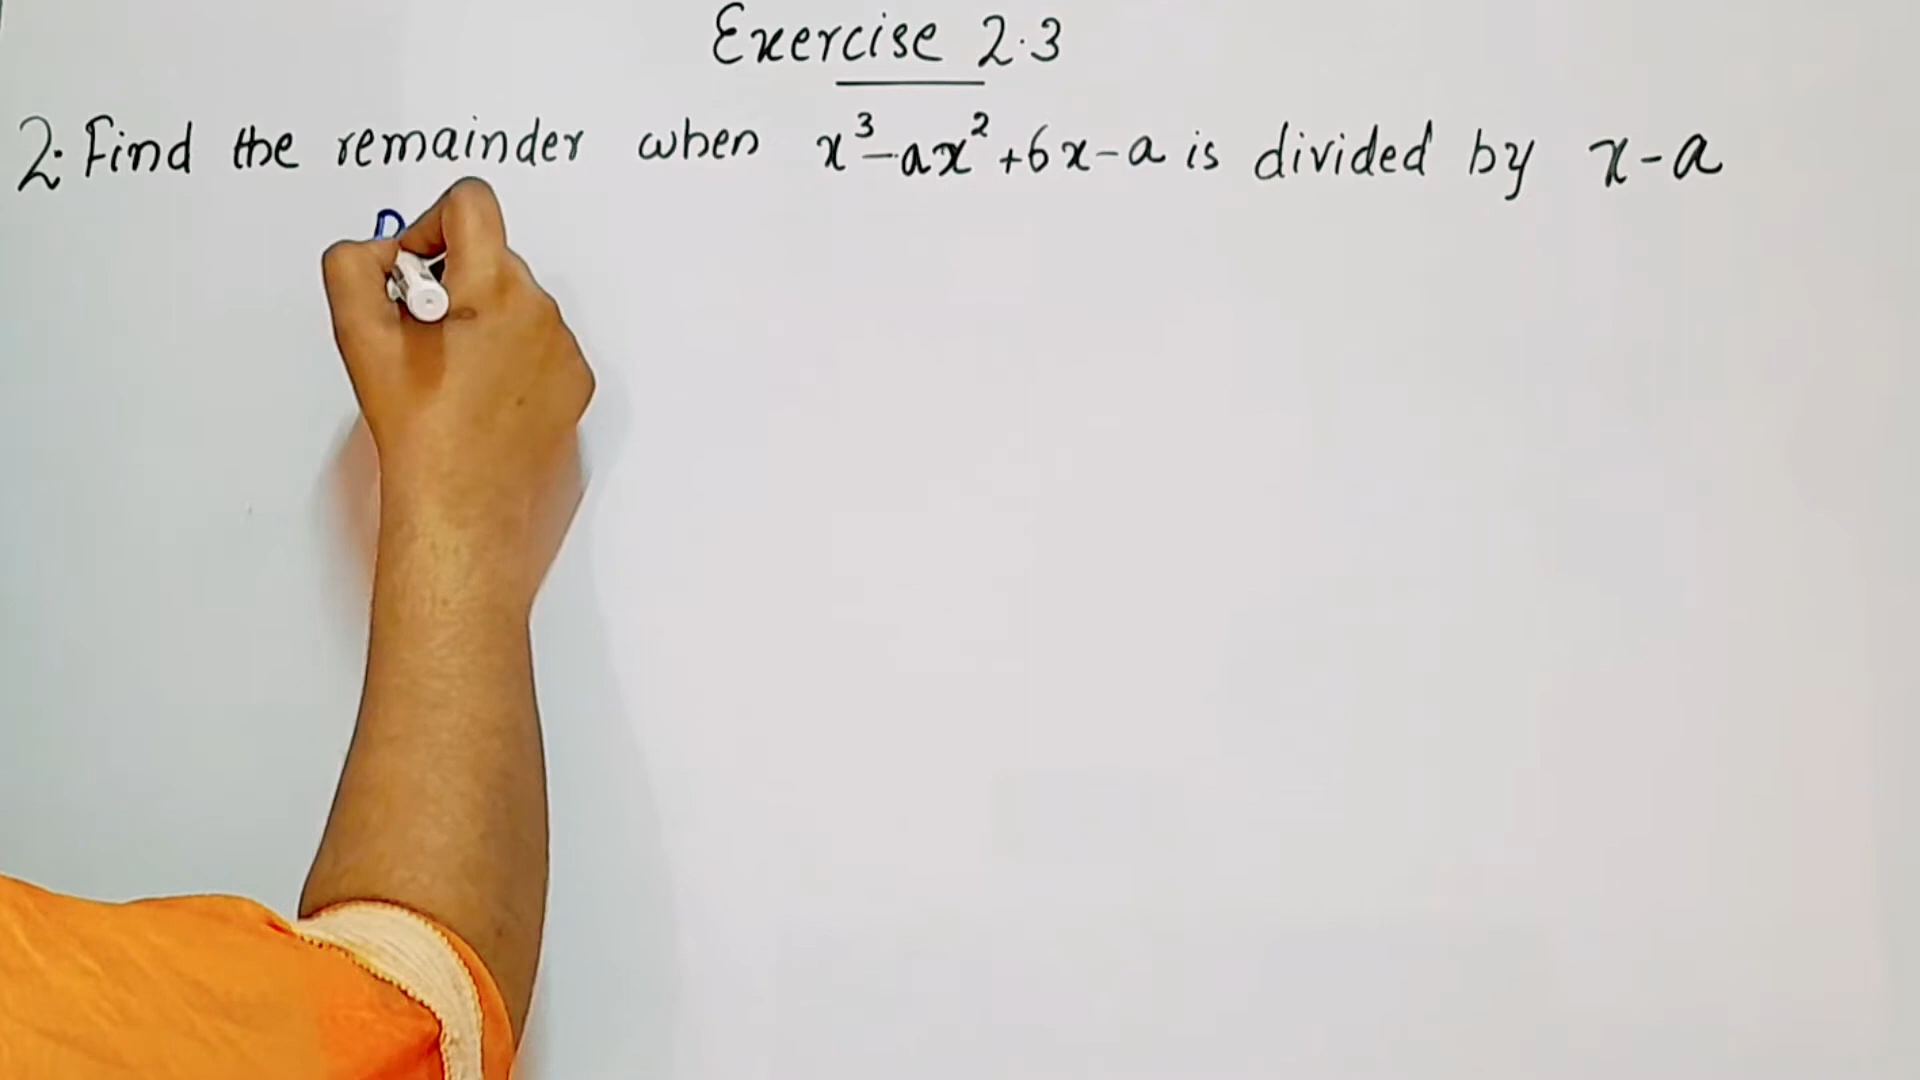 Exercise 2.3
2. Find the remainder when x³-ax²+6x-a is divided by x-a